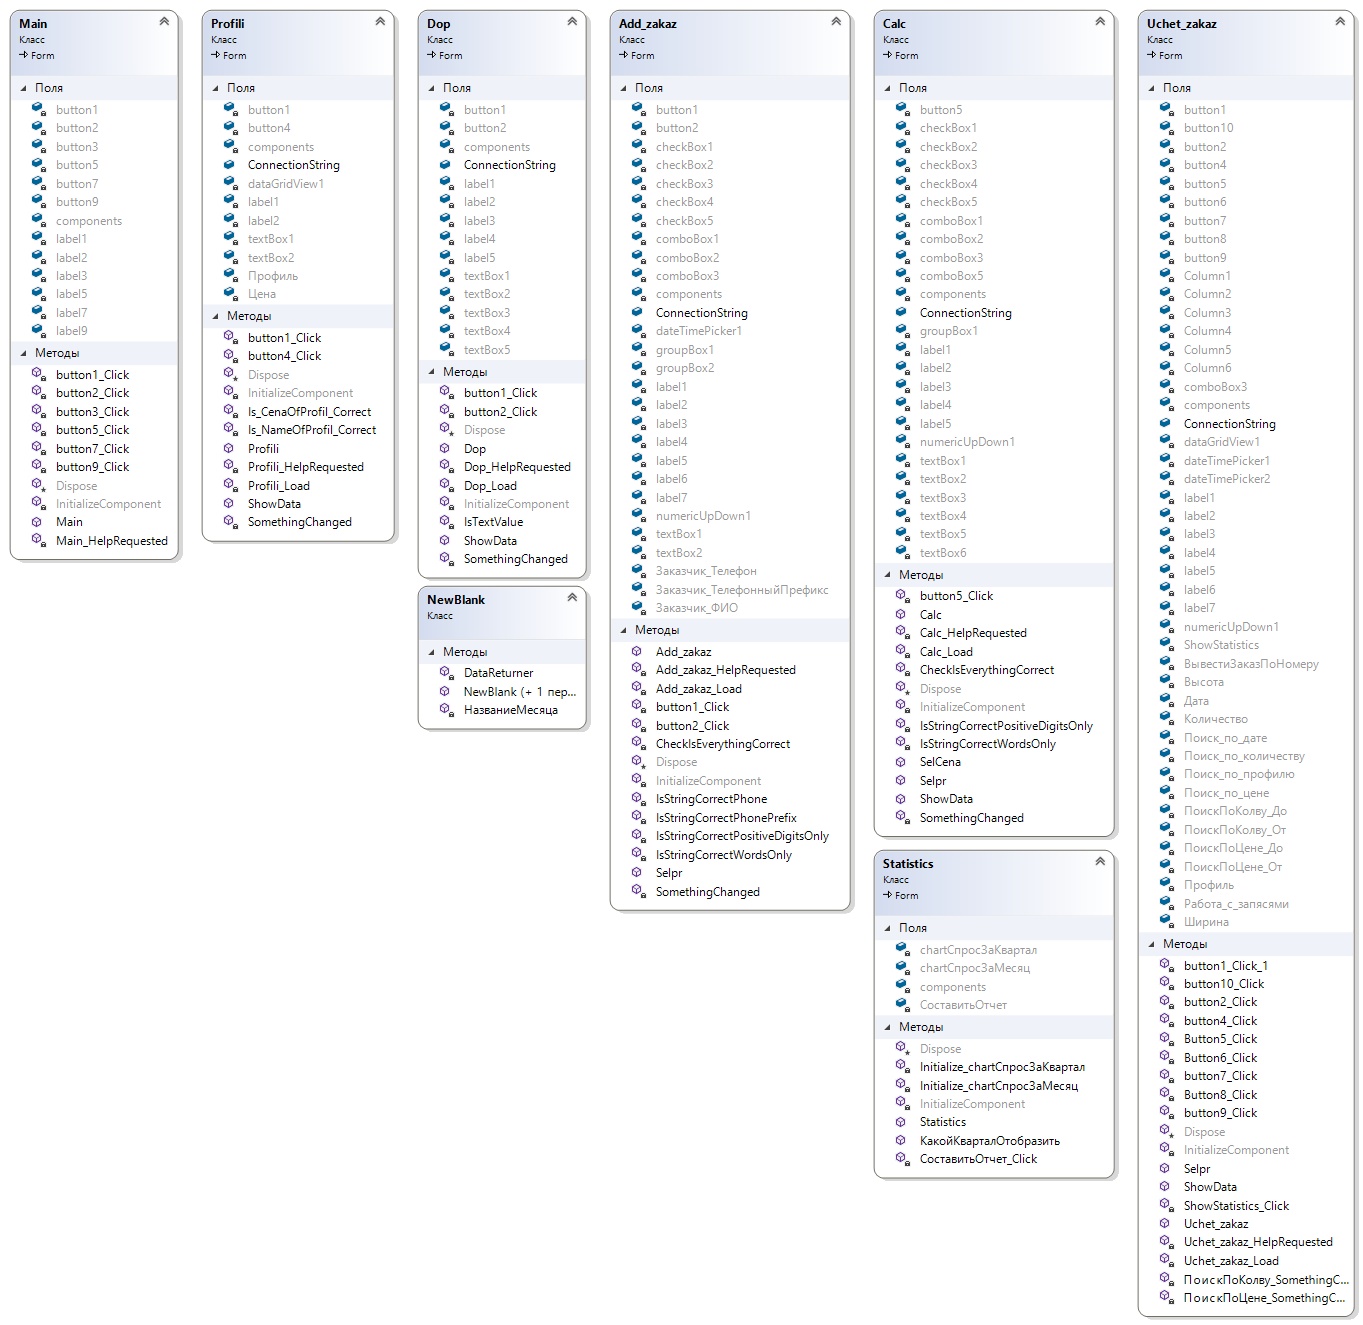 Main
Класс
Form
Поля
button1
button2
button3
button5
button7
button9
components
label1
label2
label3
label5
label7
label9
Методы
button1_Click
button2_Click
button3_Click
button5_Click
button7_Click
button9_Click
Dispose
InitializeComponent
Main
Main_HelpRequested
Profili
Класс
Form
Поля
button1
button4
components
ConnectionString
dataGridView1
label1
label2
textBox1
textBox2
Профиль
Цена
Методы
button1_Click
button4_Click
Dispose
InitializeComponent
Is_CenaOfProfil_Correct
Is_NameOfProfil_Correct
Profili
Profili_HelpRequested
Profili_Load
ShowData
SomethingChanged
Dop
Класс
Form
Поля
button1
button2
components
ConnectionString
label1
label2
label3
label4
label5
textBox1
textBox2
textBox3
textBox4
textBox5
Методы
button1_Click
button2_Click
Dispose
Dop
Dop_HelpRequested
Dop_Load
InitializeComponent
IsTextValue
ShowData
SomethingChanged
NewBlank
Класс
Методы
DataReturner
NewBlank (+ 1 пер...
НазваниеМесяца
Add_zakaz
Класс
Form
Поля
button1
button2
checkBox1
checkBox2
checkBox3
checkBox4
checkBox5
comboBox1
comboBox2
comboBox3
components
ConnectionString
dateTimePicker1
groupBox1
groupBox2
label1
label2
label3
label4
label5
label6
label7
numericUpDown1
textBox1
textBox2
Заказчик_Телефон
Заказчик_ТелефонныйПрефикс
Заказчик_ФИО
Методы
Add_zakaz
Add_zakaz_HelpRequested
Add_zakaz_Load
button1_Click
button2_Click
CheckIsEverythingCorrect
Dispose
InitializeComponent
IsStringCorrectPhone
IsStringCorrectPhonePrefix
IsStringCorrectPositiveDigitsOnly
IsStringCorrectWordsOnly
Selpr
SomethingChanged
Calc
Класс
Form
Поля
button5
checkBox1
checkBox2
checkBox3
checkBox4
checkBox5
comboBox1
comboBox2
comboBox3
comboBox5
components
ConnectionString
groupBox1
label1
label2
label3
label4
label5
numericUpDown1
textBox1
textBox2
textBox3
textBox4
textBox5
textBox6
Методы
button5_Click
Calc
Calc_HelpRequested
Calc_Load
CheckIsEverythingCorrect
Dispose
InitializeComponent
IsStringCorrectPositiveDigitsOnly
IsStringCorrectWordsOnly
SelCena
Selpr
ShowData
SomethingChanged
Statistics
Класс
Form
Поля
chartСпросЗаКвартал
chartСпросЗаМесяц
components
СоставитьОтчет
Методы
Dispose
Initialize_chartСпросЗаКвартал
Initialize_chartСпросЗаМесяц
InitializeComponent
Statistics
КакойКварталОтобразить
СоставитьОтчет_Click
Uchet_zakaz
Класс
Form
Поля
button1
button10
button2
button4
button5
button6
button7
button8
button9
Column1
Column2
Column3
Column4
Column5
Column6
comboBox3
components
ConnectionString
dataGridView1
dateTimePicker1
dateTimePicker2
label1
label2
label3
label4
label5
label6
label7
numericUpDown1
ShowStatistics
ВывестиЗаказПоНомеру
Высота
Дата
Количество
Поиск_по_дате
Поиск_по_количеству
Поиск_по_профилю
Поиск_по_цене
ПоискПоКолву_До
ПоискПоКолву_От
ПоискПоЦене_До
ПоискПоЦене_От
Профиль
Работа_с_запясями
Ширина
Методы
button1_Click_1
button10_Click
button2_Click
button4_Click
Button5_Click
Button6_Click
button7_Click
Button8_Click
button9_Click
Dispose
InitializeComponent
Selpr
ShowData
ShowStatistics_Click
Uchet_zakaz
Uchet_zakaz_HelpRequested
Uchet_zakaz_Load
ПоискПоКолву_SomethingC...
ПоискПоЦене_SomethingC...